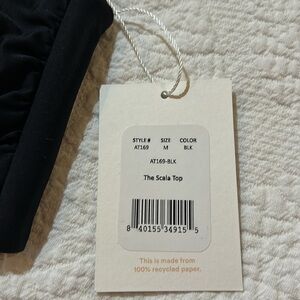 STYLE # SIZE COLOR
AT169 M BLK
AT169-BLK
The Scala Top
8 40155 34915 5
This is made from
100% recycled paper.